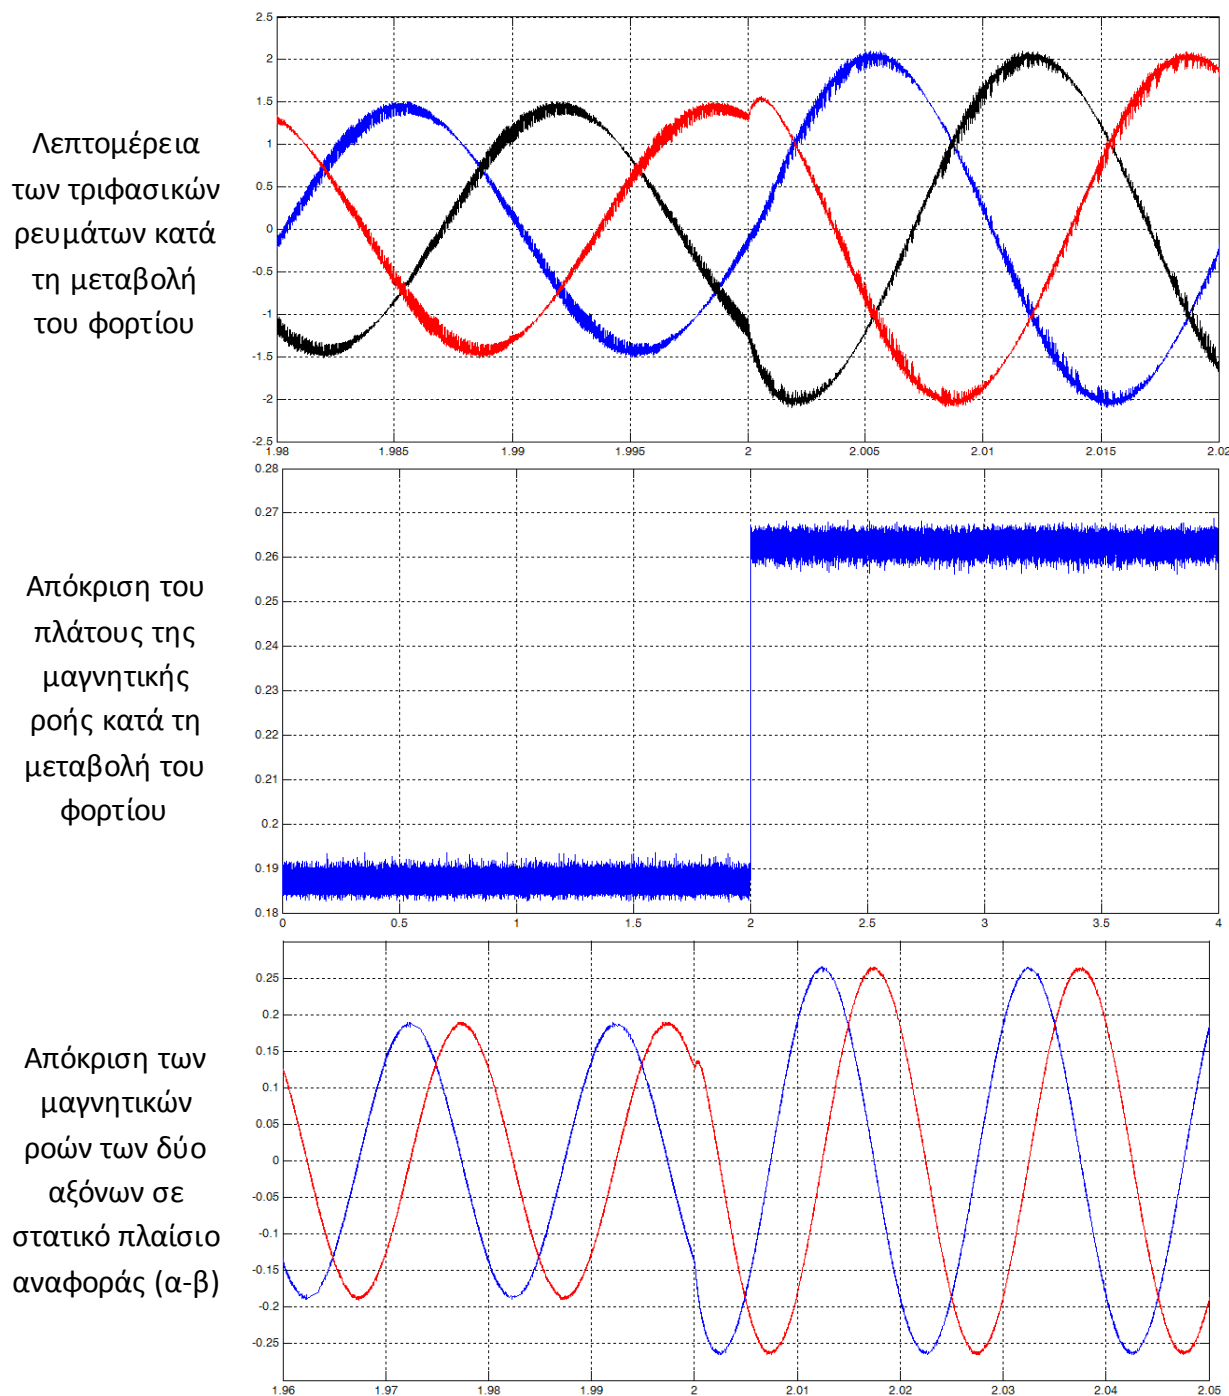 Λεπτομέρεια
των τριφασικών
ρευμάτων κατά
τη μεταβολή
του φορτίου
2.5
2
1.5
1
0.5
0
-0.5
-1
-1.5
-2
-2.5
1.98 1.985 1.99 1.995 2 2.005 2.01 2.015 2.02
Απόκριση του
πλάτους της
μαγνητικής
ροής κατά τη
μεταβολή του
φορτίου
0.28
0.27
0.26
0.25
0.24
0.23
0.22
0.21
0.2
0.19
0.18
0 0.5 1 1.5 2 2.5 3 3.5 4
Απόκριση των
μαγνητικών
ροών των δύο
αξόνων σε
στατικό πλαίσιο
αναφοράς (α-β)
0.25
0.2
0.15
0.1
0.05
0
-0.05
-0.1
-0.15
-0.2
-0.25
1.96 1.97 1.98 1.99 2 2.01 2.02 2.03 2.04 2.05